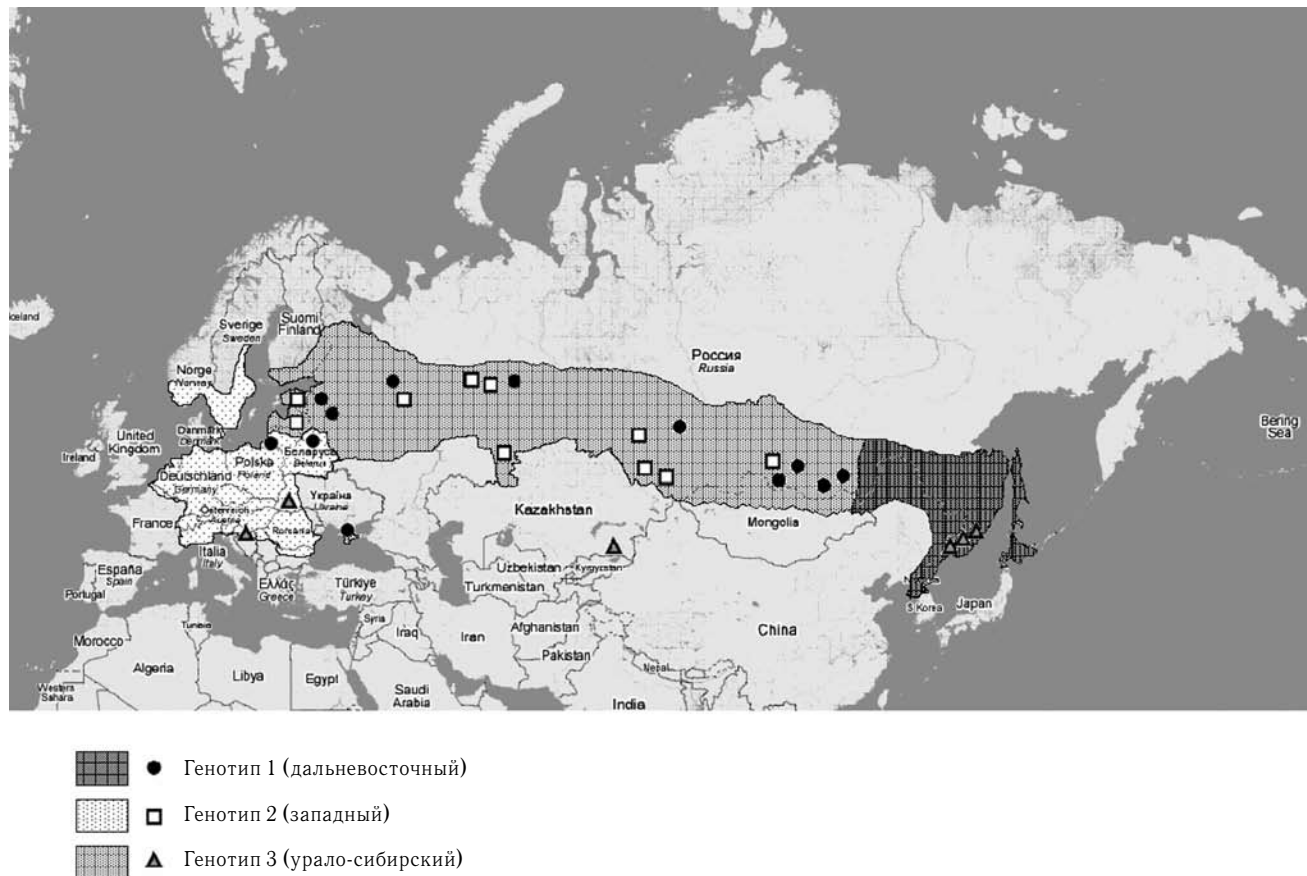 Iceland
Sverige
Sweden
Suomi
Finland
Norge
Norway
Россия
Russia
Bering
Sea
United
Kingdom
Ireland
Danmark
Denmark
Polska
Poland
Беларусь
Belarus
Deutschland
Germany
Österreich
Austria
Україна
Ukraine
France
Romania
Italia
Italy
España
Spain
Portugal
Ελλάς
Greece
Türkiye
Turkey
Kazakhstan
Mongolia
Uzbekistan
Kyrgyzstan
Turkmenistan
S Korea
Japan
China
Morocco
Tunisia
Syria
Iraq
Iran
Afghanistan
Pakistan
Nepal
Algeria
Libya
Egypt
Western
Sahara
Saudi
Arabia
India
Генотип 1 (дальневосточный)
Генотип 2 (западный)
Генотип 3 (урало-сибирский)